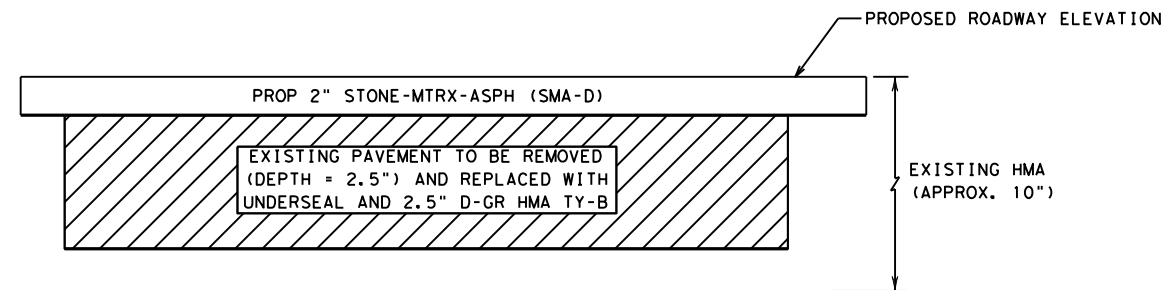 PROPOSED ROADWAY ELEVATION
PROP 2" STONE-MTRX-ASPH (SMA-D)
EXISTING PAVEMENT TO BE REMOVED
(DEPTH = 2.5") AND REPLACED WITH
UNDERSEAL AND 2.5" D-GR HMA TY-B
EXISTING HMA
(APPROX. 10")